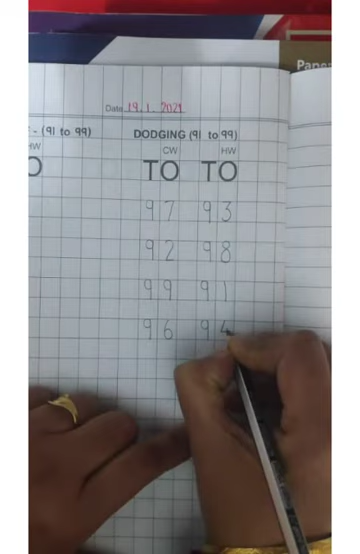 Pape
Date 19.1.2021
- (91 to 99) DODGING (91 to 99)
HW CW HW
O TO TO
97 93
92 98
99 91
96 94